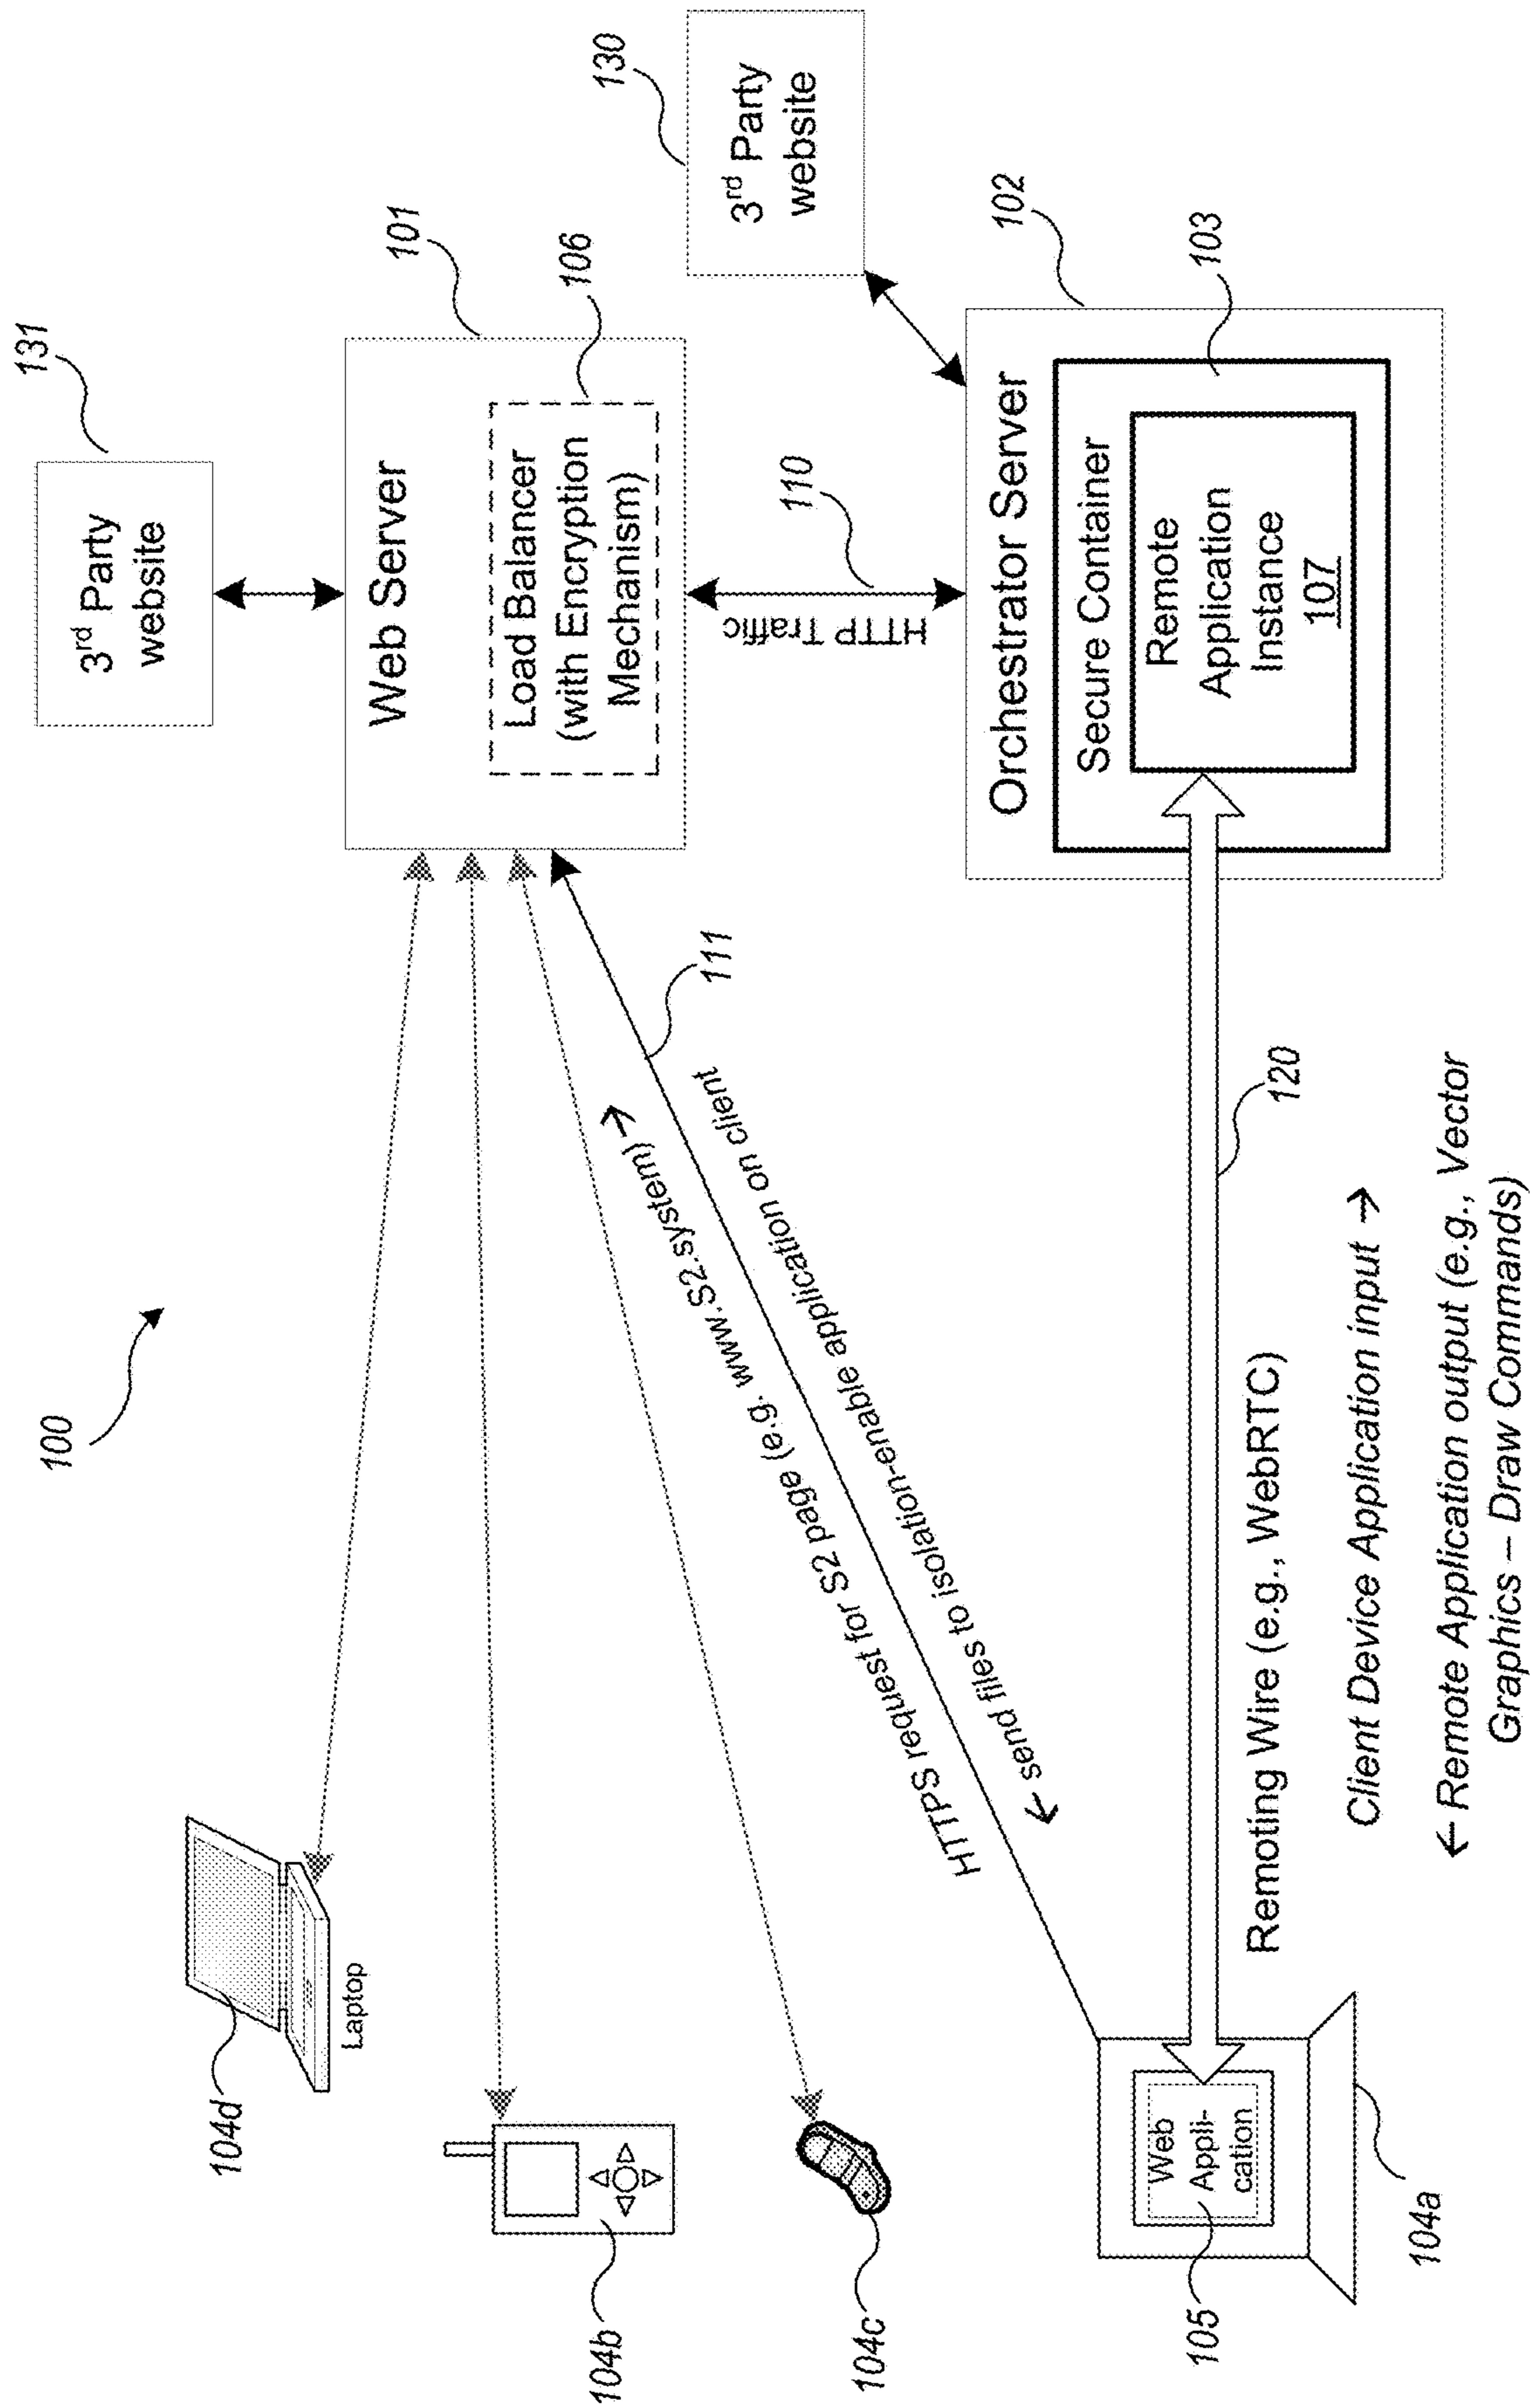 100
131
3rd Party
website
101
Web Server
106
Load Balancer
(with Encryption
Mechanism)
130
3rd Party
website
110
HTTP Traffic
102
Orchestrator Server
103
Secure Container
Remote
Application
Instance
107
104d
Laptop
104b
104c
111
HTTPS request for S2 page (e.g. www.S2.system) →
← send files to isolation-enable application on client
105
Web
Appli-
cation
104a
120
Remoting Wire (e.g., WebRTC)
Client Device Application input →
← Remote Application output (e.g., Vector
Graphics – Draw Commands)